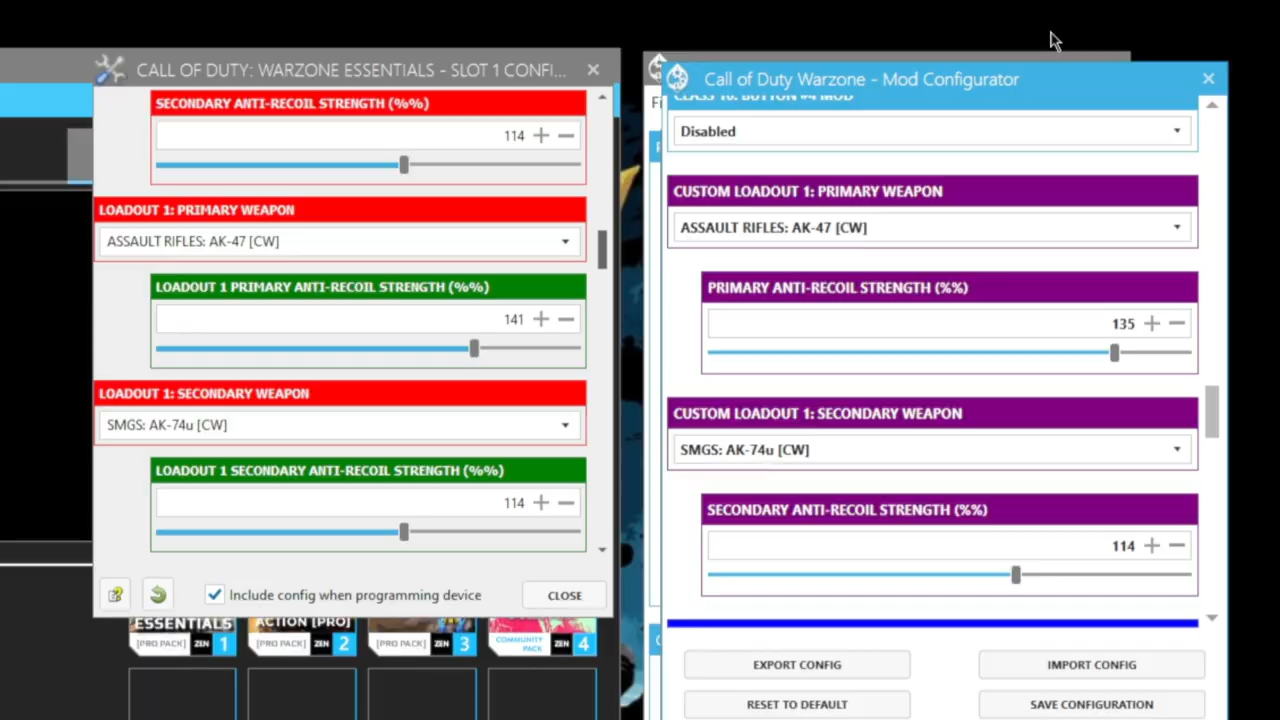 CALL OF DUTY: WARZONE ESSENTIALS - SLOT 1 CONFI...
SECONDARY ANTI-RECOIL STRENGTH (%%)
114
LOADOUT 1: PRIMARY WEAPON
ASSAULT RIFLES: AK-47 [CW]
LOADOUT 1 PRIMARY ANTI-RECOIL STRENGTH (%%)
141
LOADOUT 1: SECONDARY WEAPON
SMGS: AK-74u [CW]
LOADOUT 1 SECONDARY ANTI-RECOIL STRENGTH (%%)
114
Include config when programming device
CLOSE
ESSENTIALS
[PRO PACK] ZEN 1
ACTION [PRO]
[PRO PACK] ZEN 2
[PRO PACK] ZEN 3
COMMUNITY PACK ZEN 4
Call of Duty Warzone - Mod Configurator
Disabled
CUSTOM LOADOUT 1: PRIMARY WEAPON
ASSAULT RIFLES: AK-47 [CW]
PRIMARY ANTI-RECOIL STRENGTH (%%)
135
CUSTOM LOADOUT 1: SECONDARY WEAPON
SMGS: AK-74u [CW]
SECONDARY ANTI-RECOIL STRENGTH (%%)
114
EXPORT CONFIG
IMPORT CONFIG
RESET TO DEFAULT
SAVE CONFIGURATION